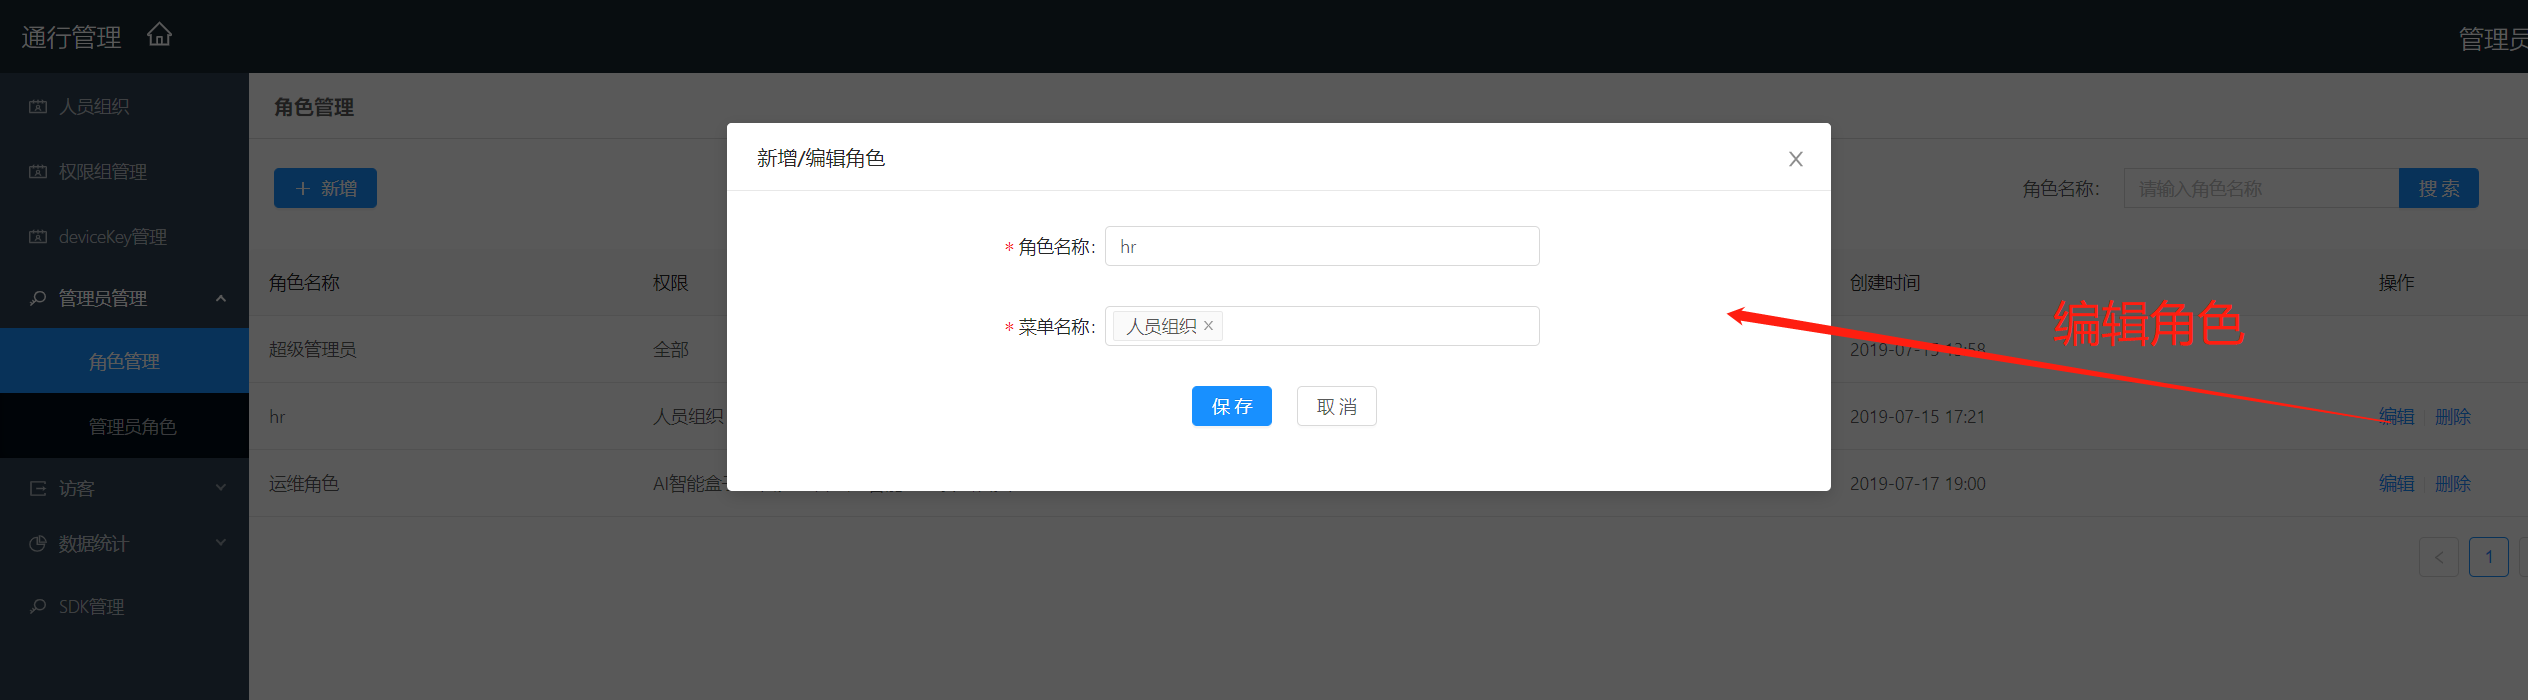 通行管理
管理员
人员组织
权限组管理
deviceKey管理
管理员管理
角色管理
管理员角色
访客
数据统计
SDK管理
角色管理
新增
角色名称:
请输入角色名称
搜 索
角色名称 权限 创建时间 操作
超级管理员 全部 2019-07-15 13:58
hr 人员组织 2019-07-15 17:21 编辑 删除
运维角色 AI智能盒 2019-07-17 19:00 编辑 删除
< 1
新增/编辑角色
* 角色名称: hr
* 菜单名称: 人员组织
保 存 取 消
编辑角色